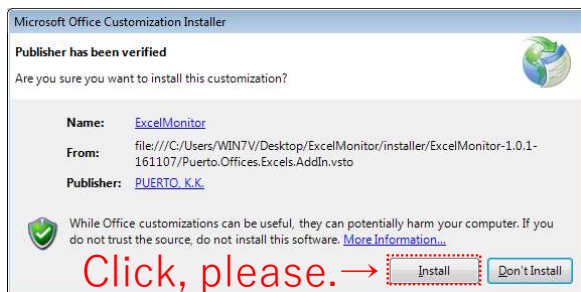 Microsoft Office Customization Installer
Publisher has been verified
Are you sure you want to install this customization?
Name: ExcelMonitor
From: file:///C:/Users/WIN7V/Desktop/ExcelMonitor/installer/ExcelMonitor-1.0.1-
161107/Puerto.Offices.Excels.AddIn.vsto
Publisher: PUERTO, K.K.
While Office customizations can be useful, they can potentially harm your computer. If you
do not trust the source, do not install this software. More Information...
Click, please.→ Install Don't Install